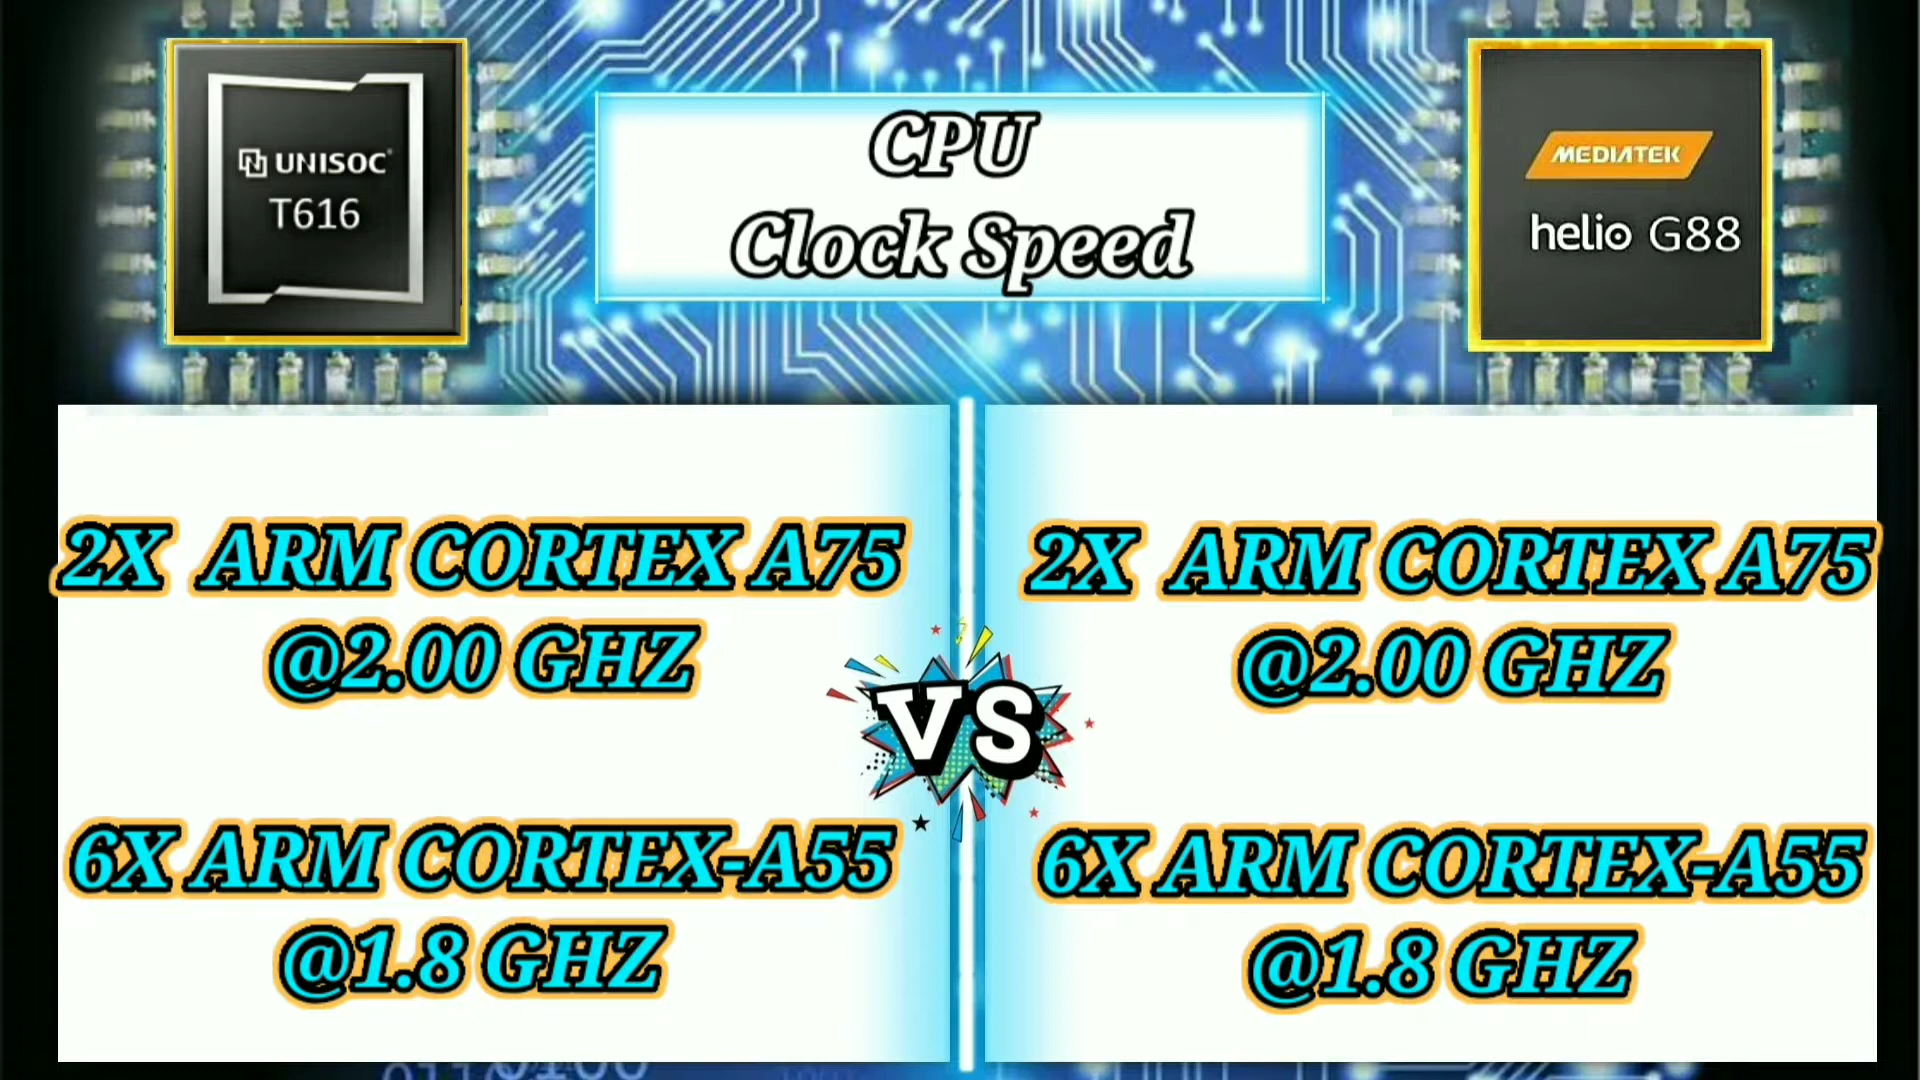 UNISOC
T616
CPU
Clock Speed
MEDIATEK
helio G88
2X ARM CORTEX A75
@2.00 GHZ
6X ARM CORTEX-A55
@1.8 GHZ
VS
2X ARM CORTEX A75
@2.00 GHZ
6X ARM CORTEX-A55
@1.8 GHZ